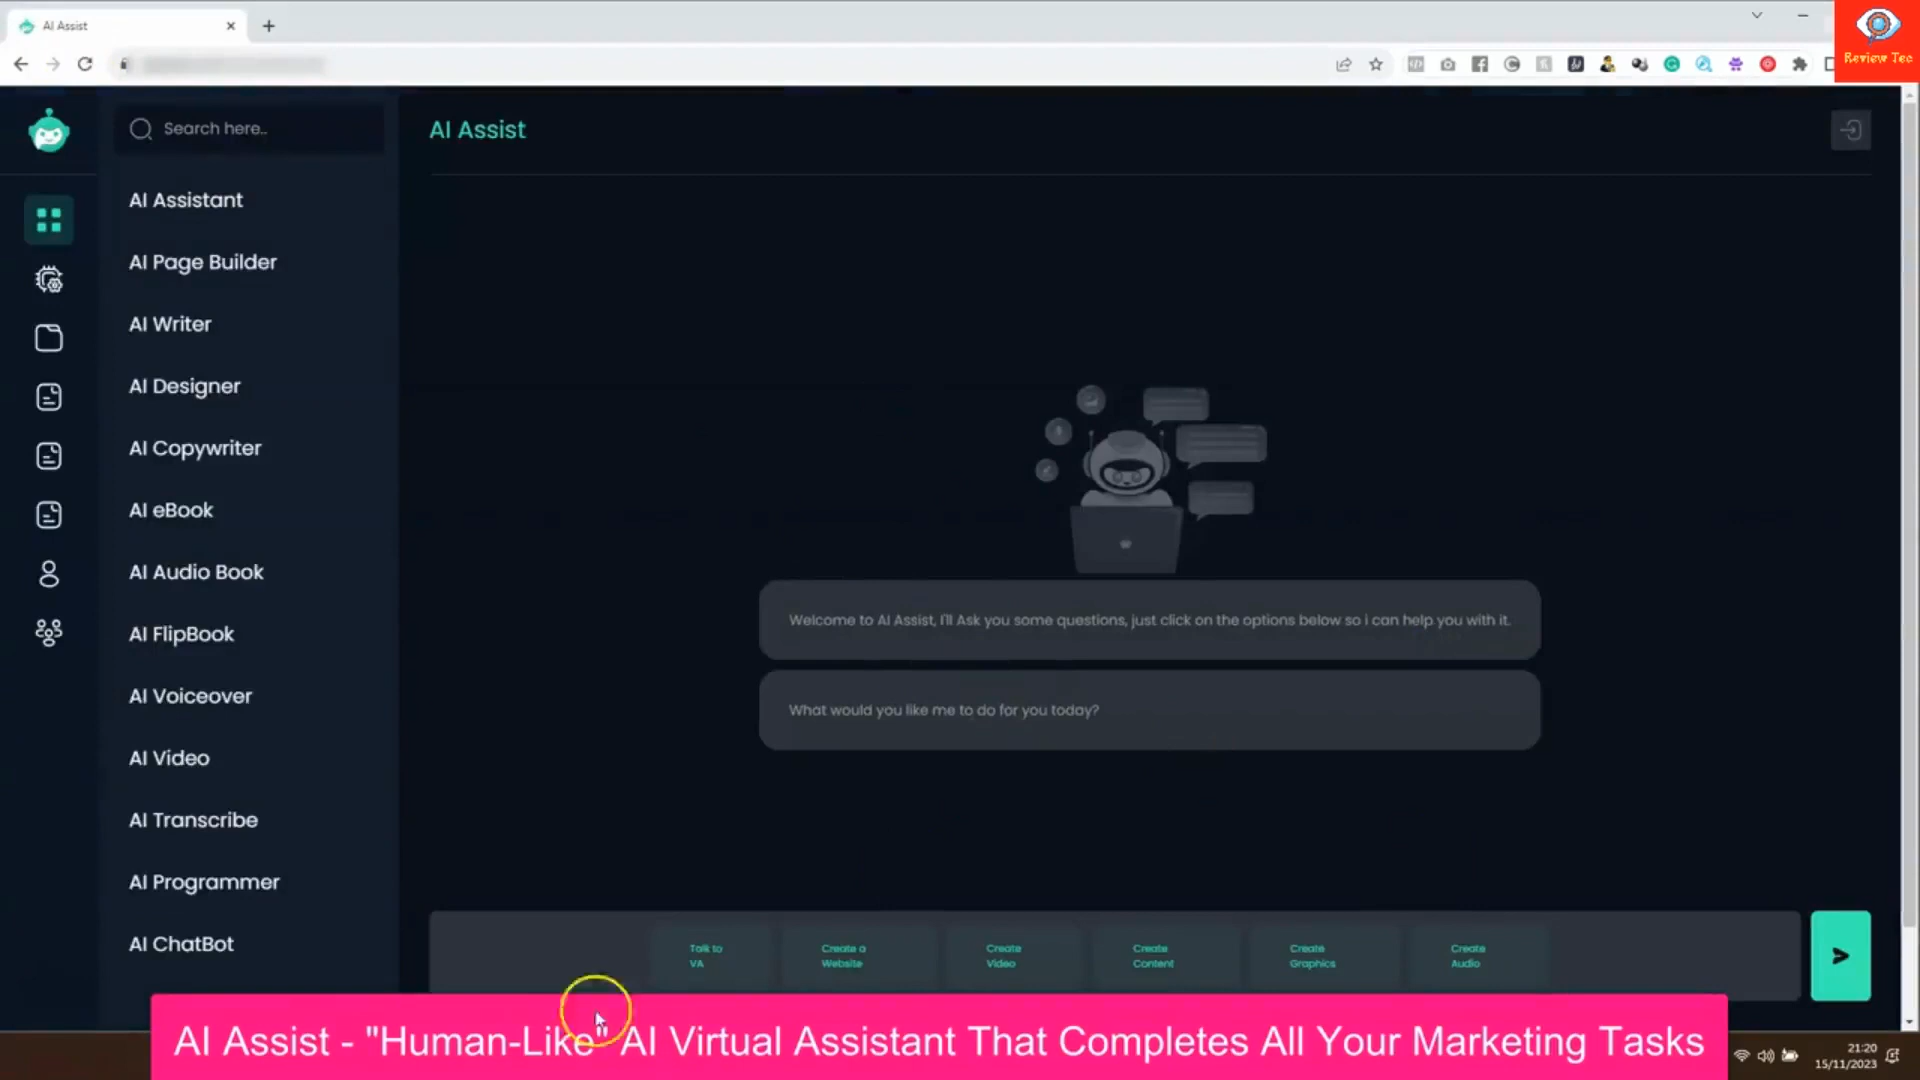 AI Assist
Review Tec
Search here..
AI Assist
AI Assistant
AI Page Builder
AI Writer
AI Designer
AI Copywriter
AI eBook
AI Audio Book
AI FlipBook
AI Voiceover
AI Video
AI Transcribe
AI Programmer
AI ChatBot
Welcome to AI Assist, I'll Ask you some questions, just click on the options below so i can help you with it.
What would you like me to do for you today?
Talk to
VA
Create a
Website
Create
Video
Create
Content
Create
Graphics
Create
Audio
AI Assist - "Human-Like" AI Virtual Assistant That Completes All Your Marketing Tasks
21:20
15/11/2023